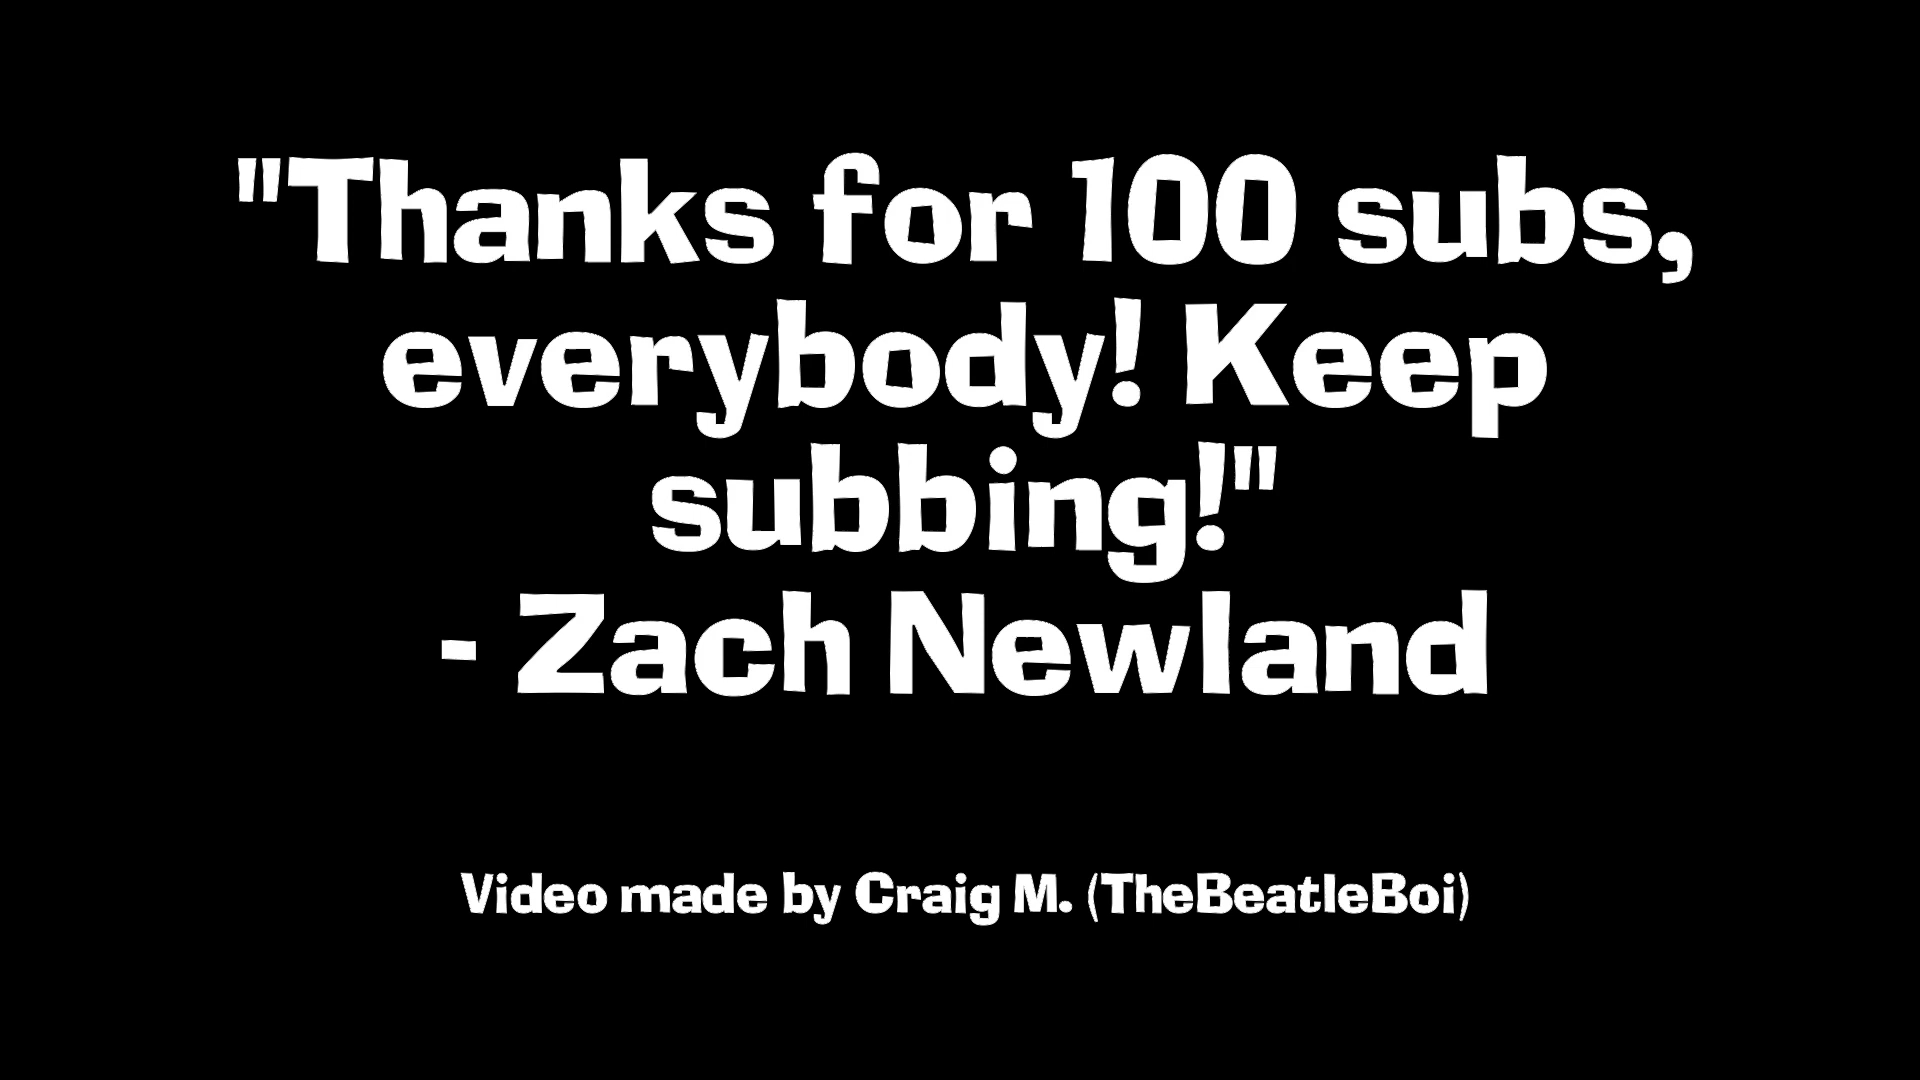 "Thanks for 100 subs,
everybody! Keep
subbing!"
- Zach Newland
Video made by Craig M. (TheBeatleBoi)